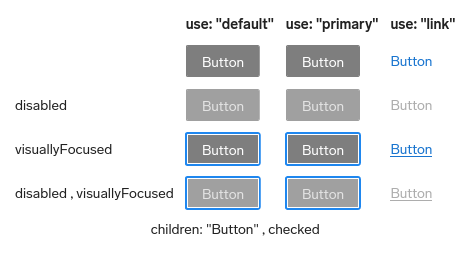 use: "default" use: "primary" use: "link"
Button Button Button
disabled Button Button Button
visuallyFocused Button Button Button
disabled , visuallyFocused Button Button Button
children: "Button" , checked